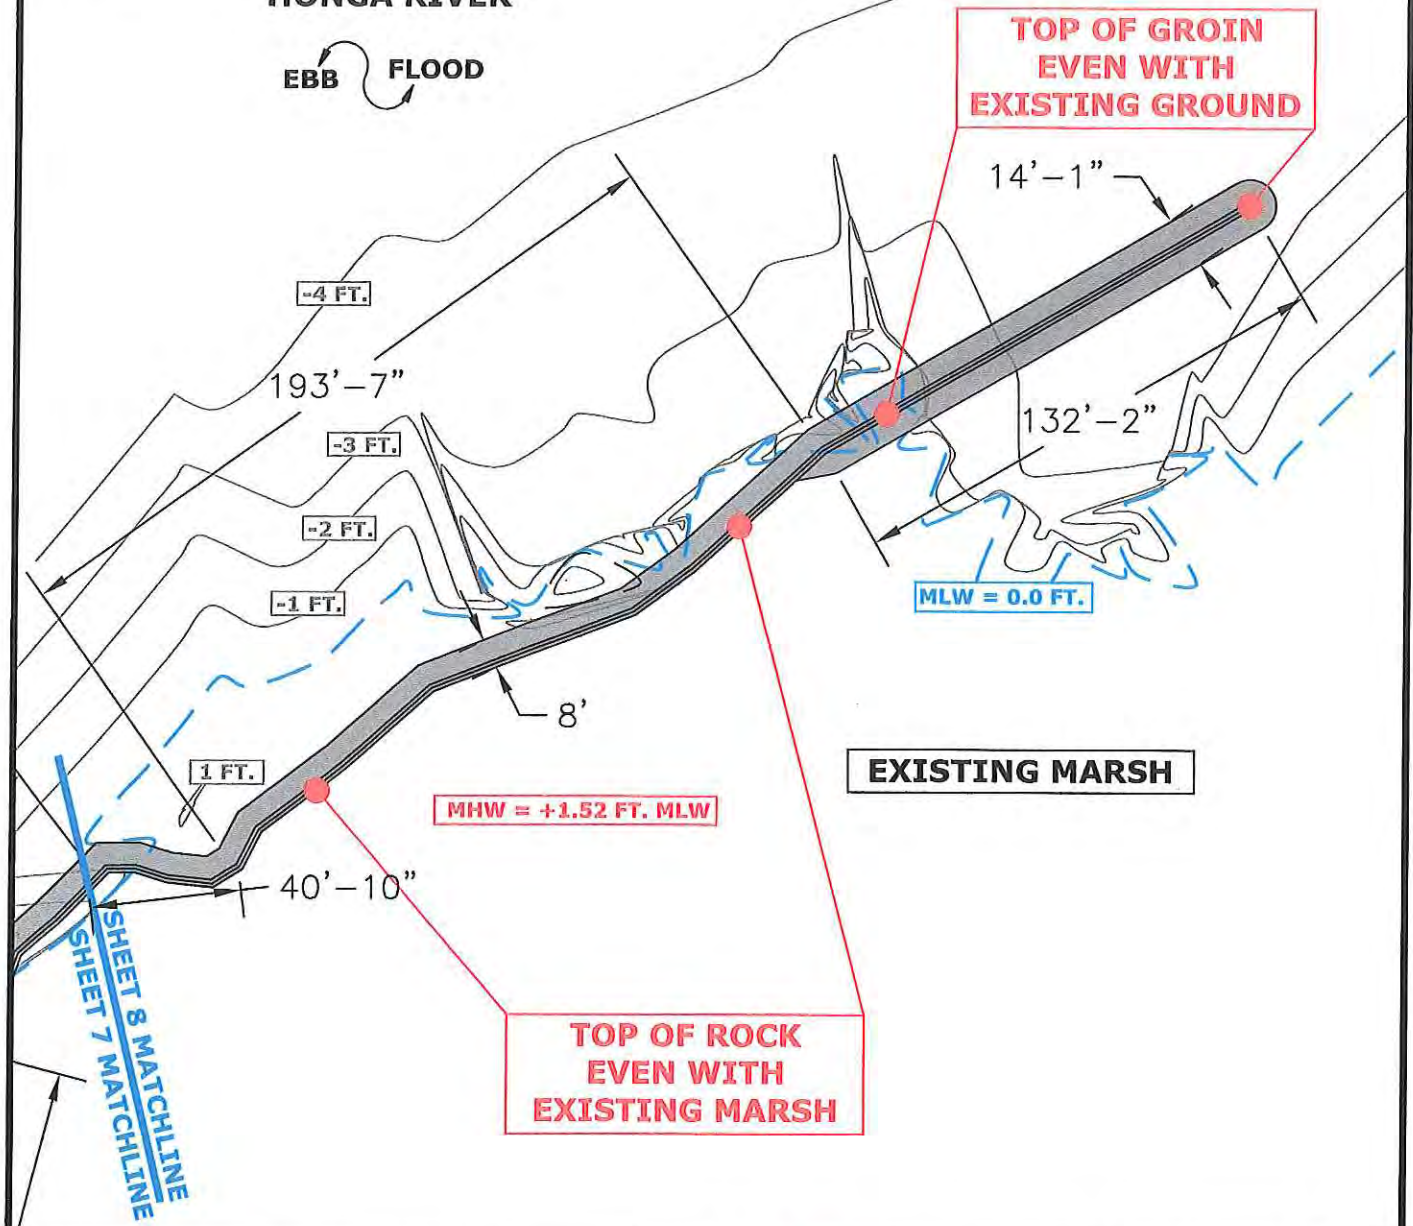 HONGA RIVER
EBB
FLOOD
TOP OF GROIN
EVEN WITH
EXISTING GROUND
14'-1"
-4 FT.
193'-7"
-3 FT.
132'-2"
-2 FT.
-1 FT.
MLW = 0.0 FT.
8'
1 FT.
EXISTING MARSH
MHW = +1.52 FT. MLW
40'-10"
SHEET 8 MATCHLINE
SHEET 7 MATCHLINE
TOP OF ROCK
EVEN WITH
EXISTING MARSH